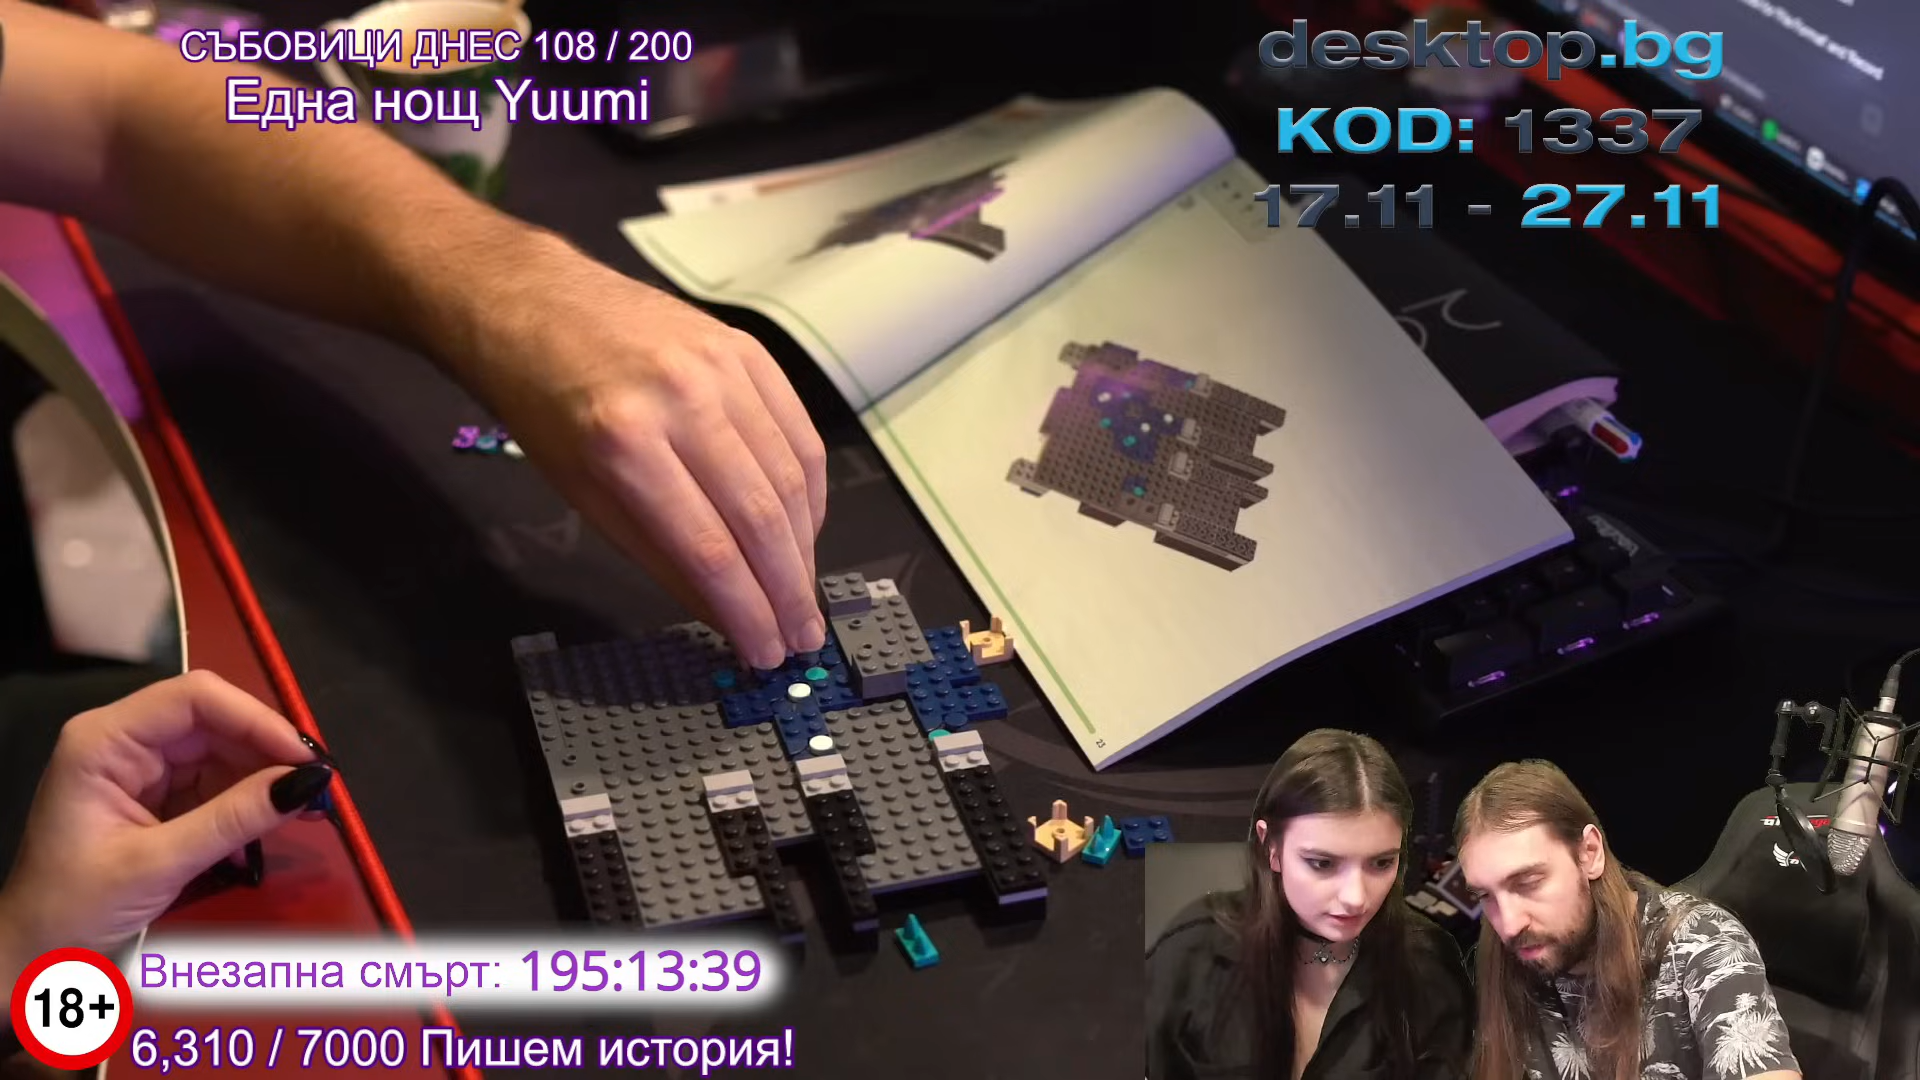 СЪБОВИЦИ ДНЕС 108 / 200
Една нощ Yuumi
desktop.bg
KOD: 1337
17.11 - 27.11
23
Внезапна смърт: 195:13:39
18+
6,310 / 7000 Пишем история!